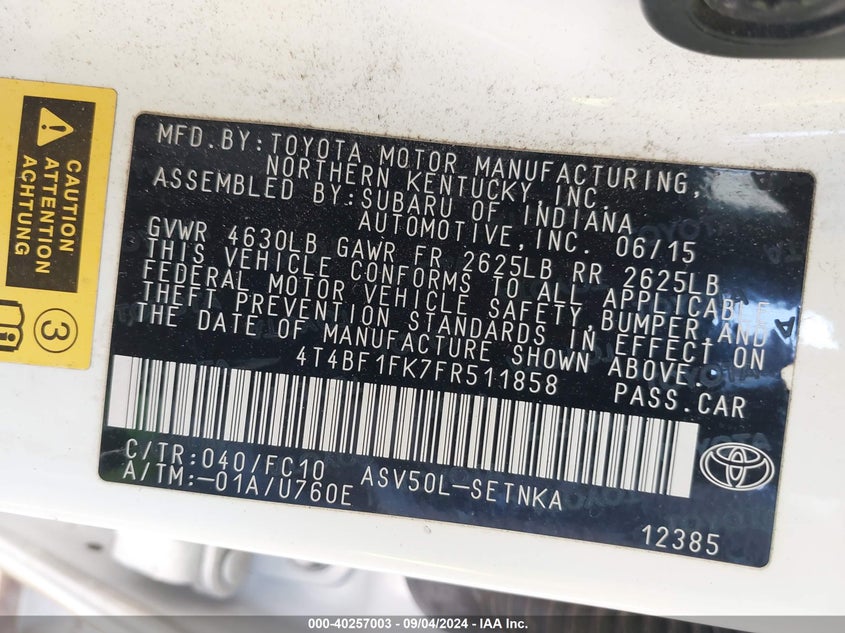 CAUTION
ATTENTION
ACHTUNG
3
MFD.BY:TOYOTA MOTOR MANUFACTURING,
NORTHERN KENTUCKY, INC.
ASSEMBLED BY:SUBARU OF INDIANA
AUTOMOTIVE,INC. 06/15
GVWR 4630LB GAWR FR 2625LB RR 2625LB
THIS VEHICLE CONFORMS TO ALL APPLICABLE
FEDERAL MOTOR VEHICLE SAFETY,BUMPER,AND
THEFT PREVENTION STANDARDS IN EFFECT ON
THE DATE OF MANUFACTURE SHOWN ABOVE.
A
4T4BF1FK7FR511858 PASS.CAR
C/TR:040/FC10 ASV50L-SETNKA
A/TM:-01A/U760E
12385
000-40257003 - 09/04/2024 - IAA Holdings, Inc.